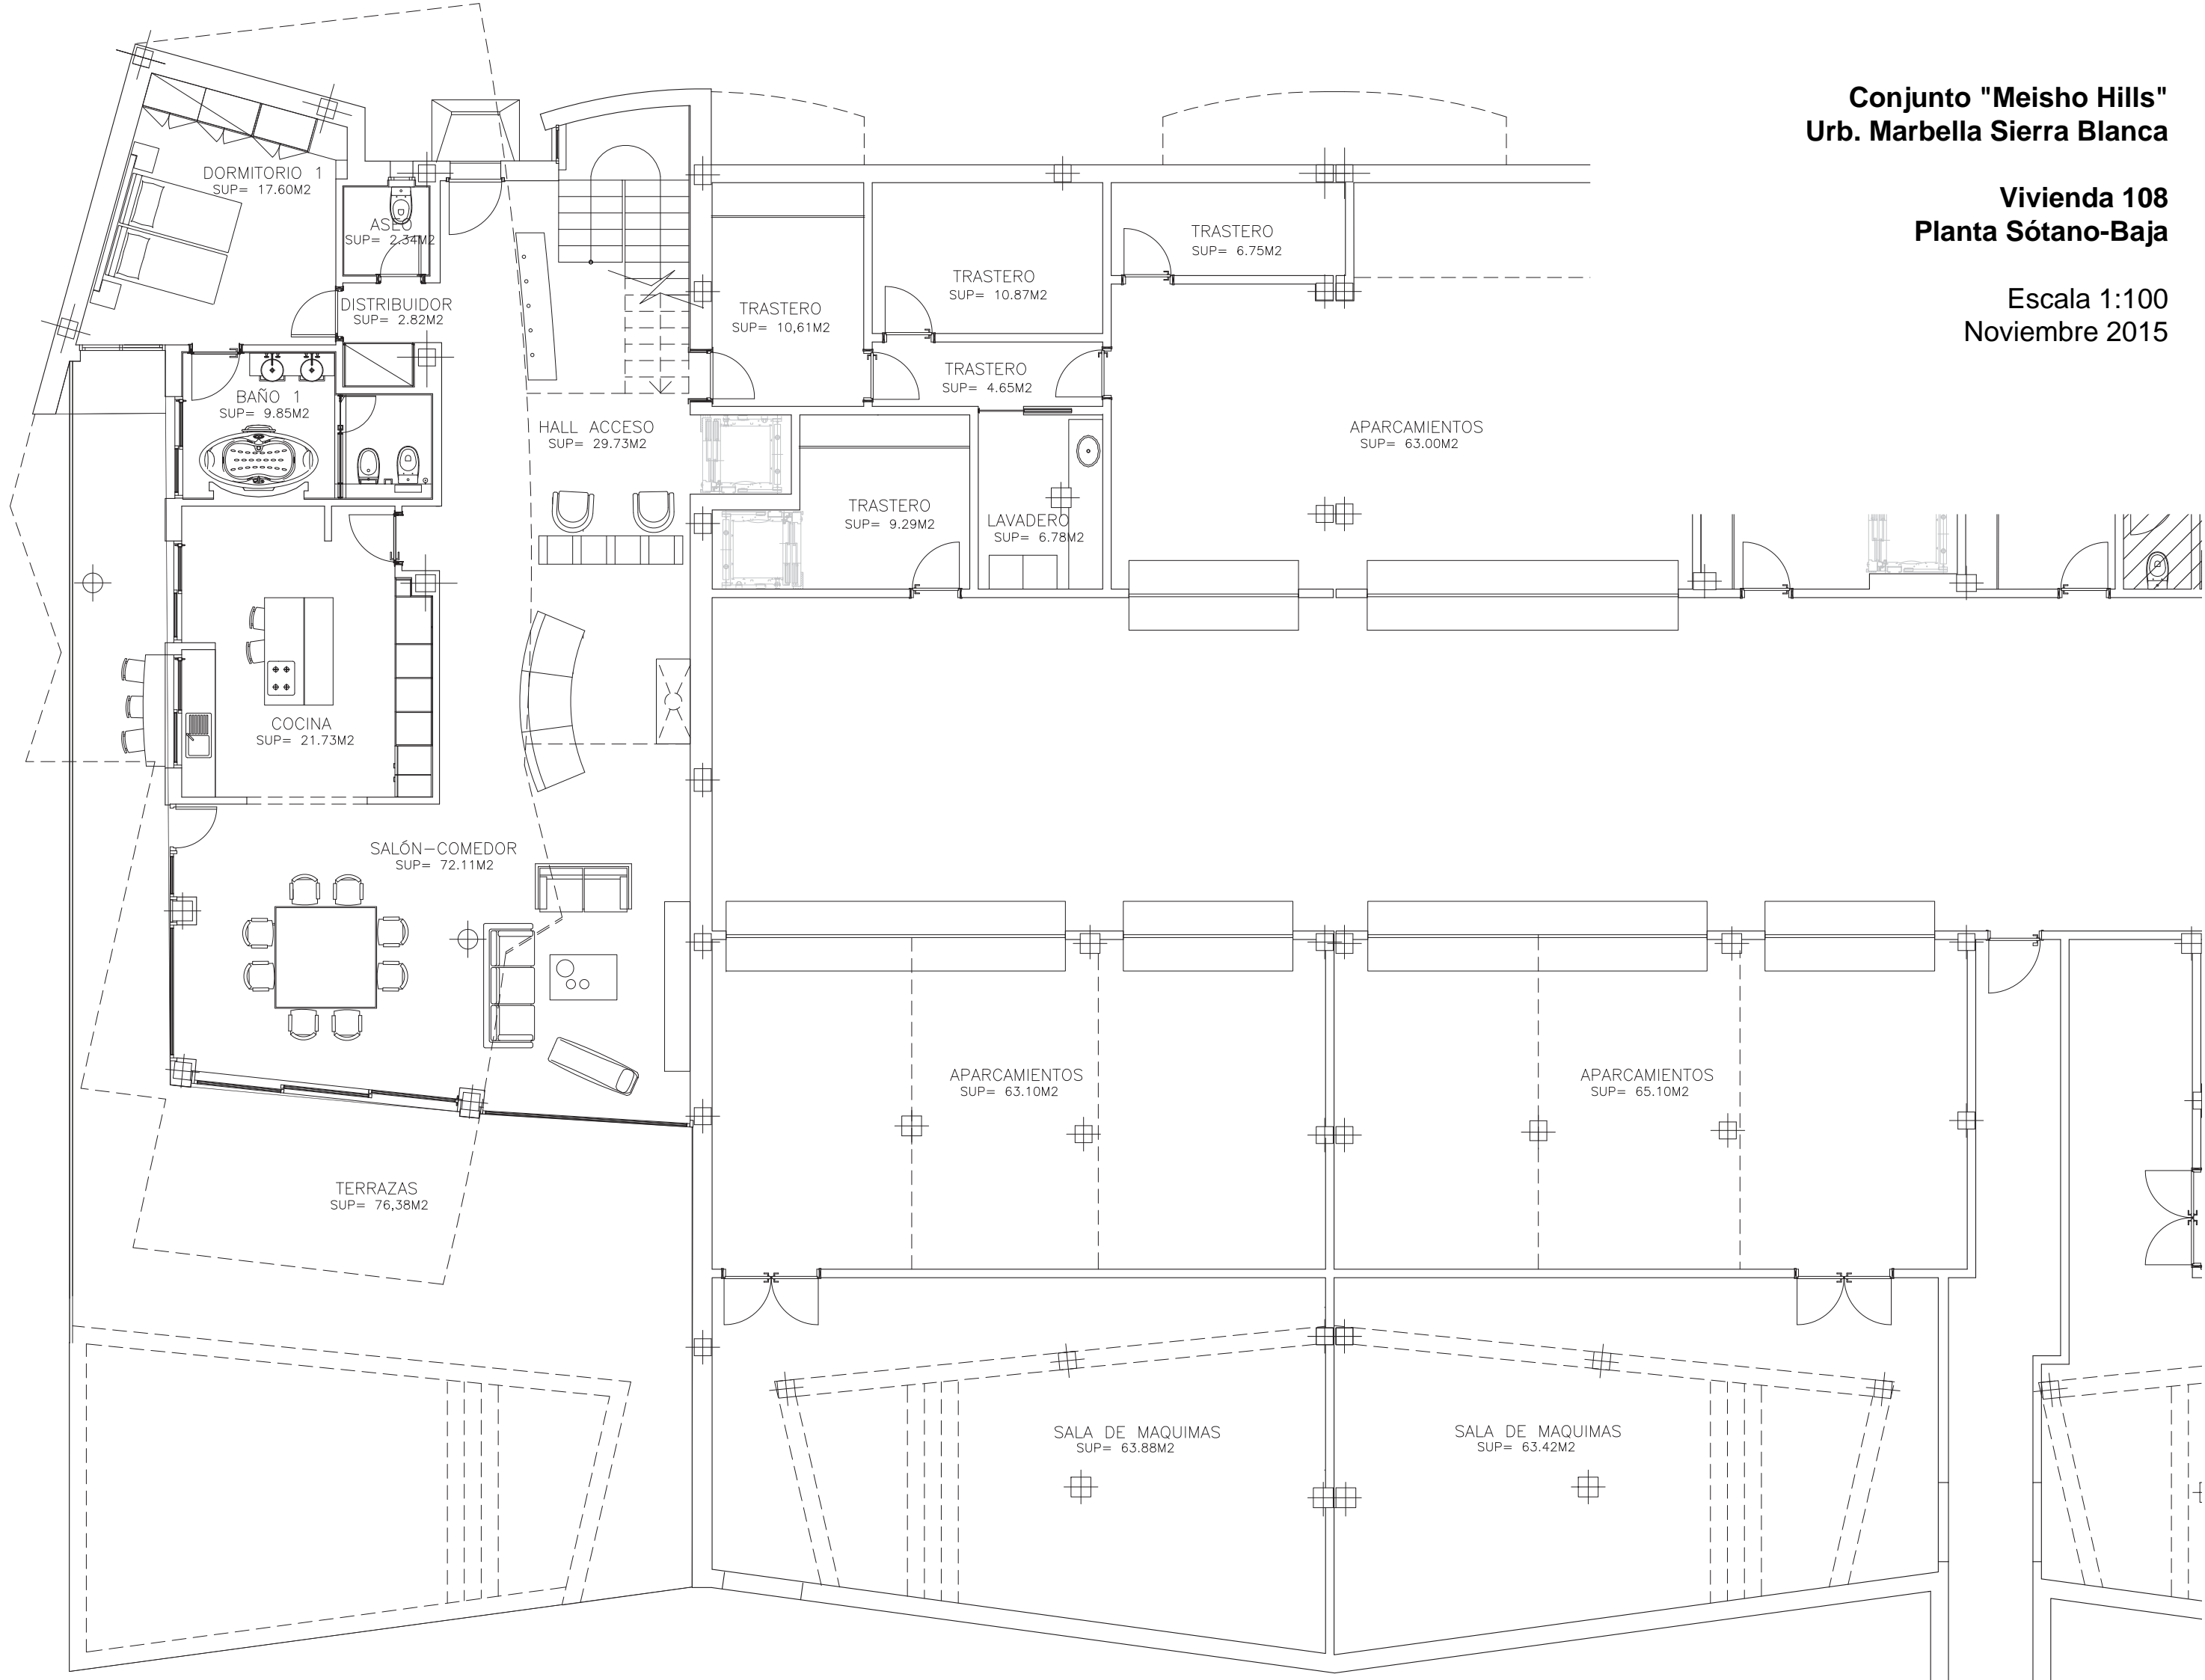 Conjunto "Meisho Hills"
Urb. Marbella Sierra Blanca
Vivienda 108
Planta Sótano-Baja
Escala 1:100
Noviembre 2015
DORMITORIO 1
SUP= 17.60M2
ASEO
SUP= 2.34M2
DISTRIBUIDOR
SUP= 2.82M2
BAÑO 1
SUP= 9.85M2
HALL ACCESO
SUP= 29.73M2
TRASTERO
SUP= 10,61M2
TRASTERO
SUP= 10.87M2
TRASTERO
SUP= 6.75M2
TRASTERO
SUP= 4.65M2
APARCAMIENTOS
SUP= 63.00M2
TRASTERO
SUP= 9.29M2
LAVADERO
SUP= 6.78M2
COCINA
SUP= 21.73M2
SALÓN-COMEDOR
SUP= 72.11M2
APARCAMIENTOS
SUP= 63.10M2
APARCAMIENTOS
SUP= 65.10M2
TERRAZAS
SUP= 76,38M2
SALA DE MAQUIMAS
SUP= 63.88M2
SALA DE MAQUIMAS
SUP= 63.42M2